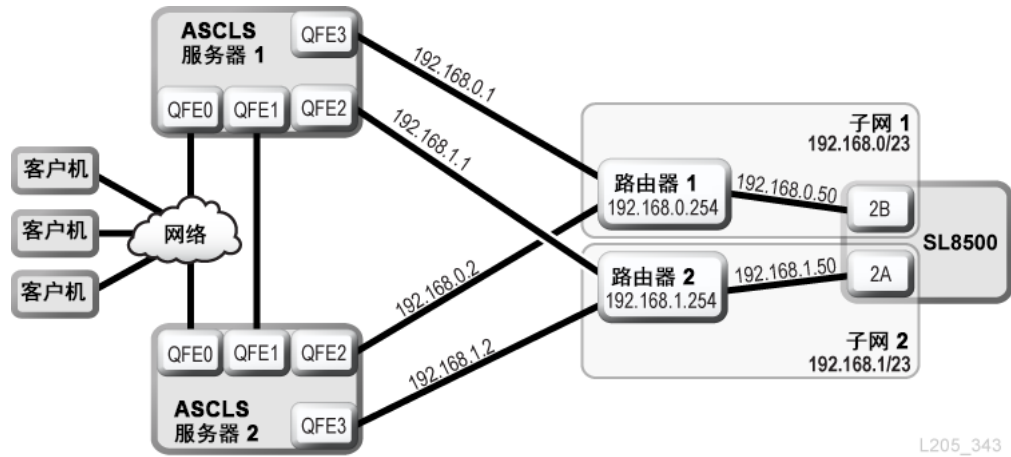 ASCLS
服务器 1
QFE3
QFE0
QFE1
QFE2
192.168.0.1
192.168.1.1
客户机
客户机
客户机
网络
子网 1
192.168.0/23
路由器 1
192.168.0.254
192.168.0.50
2B
SL8500
路由器 2
192.168.1.254
192.168.1.50
2A
子网 2
192.168.1/23
192.168.0.2
192.168.1.2
QFE0
QFE1
QFE2
QFE3
ASCLS
服务器 2
L205_343